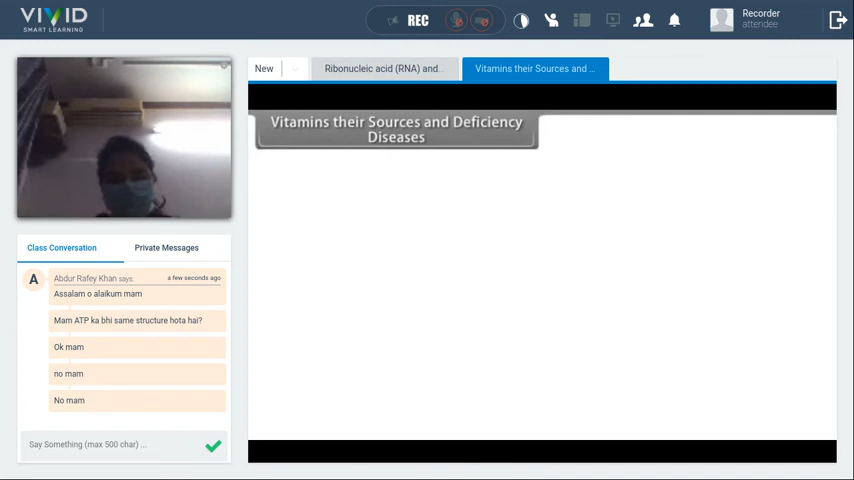 VIVID
SMART LEARNING
REC
Recorder
attendee
New
Ribonucleic acid (RNA) and..
Vitamins their Sources and ...
Vitamins their Sources and Deficiency
Diseases
Class Conversation
Private Messages
A
Abdur Rafey Khan says:
a few seconds ago
Assalam o alaikum mam
Mam ATP ka bhi same structure hota hai?
Ok mam
no mam
No mam
Say Something (max 500 char) ...